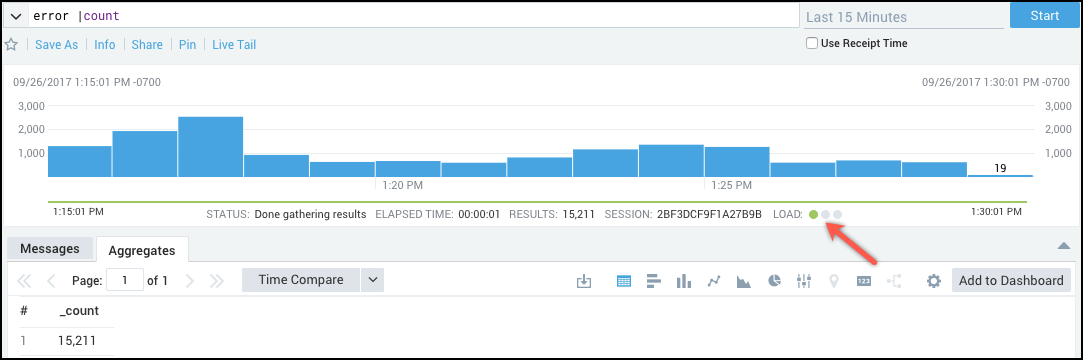 error |count
Last 15 Minutes
Start
Save As Info Share Pin Live Tail
Use Receipt Time
09/26/2017 1:15:01 PM -0700 09/26/2017 1:30:01 PM -0700
3,000 3,000
2,000 2,000
1,000 1,000
19
1:20 PM 1:25 PM
1:15:01 PM 1:30:01 PM
STATUS: Done gathering results ELAPSED TIME: 00:00:01 RESULTS: 15,211 SESSION: 2BF3DCF9F1A27B9B LOAD:
Messages Aggregates
Page: 1 of 1 Time Compare 123 Add to Dashboard
# _count
1 15,211